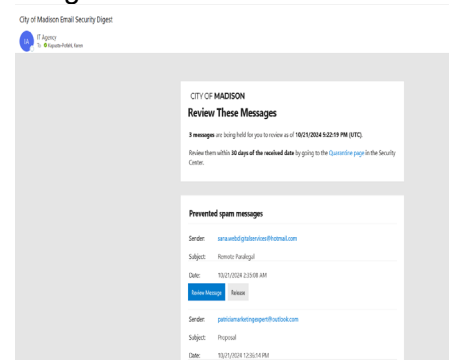 City of Madison Email Security Digest
IA
IT Agency
To
CITY OF MADISON
Review These Messages
3 messages are being held for you to review as of 10/21/2024 5:22:19 PM (UTC).
Review them within 30 days of the received date by going to the Quarantine page in the Security
Center.
Prevented spam messages
Sender: sana.webdigitalservices@hotmail.com
Subject: Remote Paralegal
Date: 10/21/2024 2:35:08 AM
Review Message Release
Sender: patriciamarketingexpert@outlook.com
Subject: Proposal
Date: 10/21/2024 12:36:14 PM